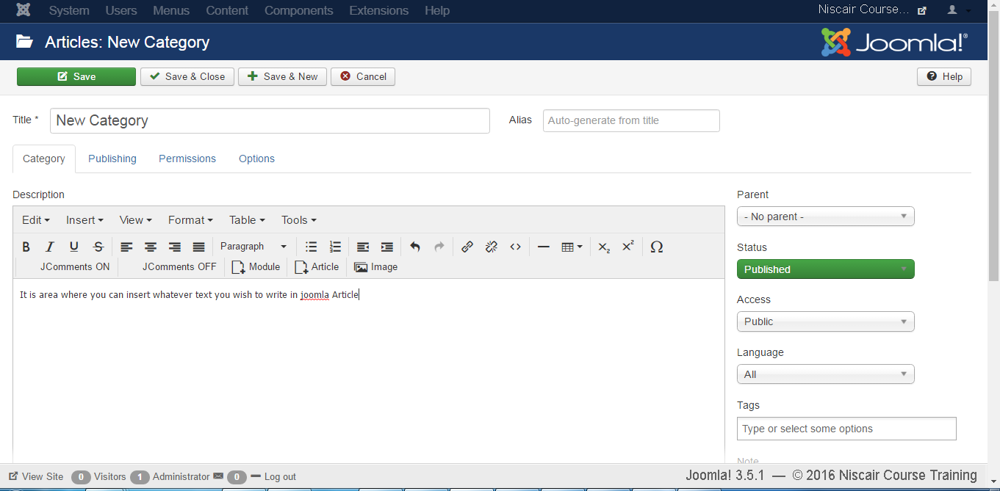 System Users Menus Content Components Extensions Help Niscair Course...
Articles: New Category Joomla!®
Save Save & Close Save & New Cancel Help
Title * New Category Alias Auto-generate from title
Category Publishing Permissions Options
Description
Edit Insert View Format Table Tools
B I U S Paragraph Ω
JComments ON JComments OFF Module Article Image
It is area where you can insert whatever text you wish to write in joomla Article
Parent
- No parent -
Status
Published
Access
Public
Language
All
Tags
Type or select some options
Note
View Site 0 Visitors 1 Administrator 0 Log out Joomla! 3.5.1 — © 2016 Niscair Course Training